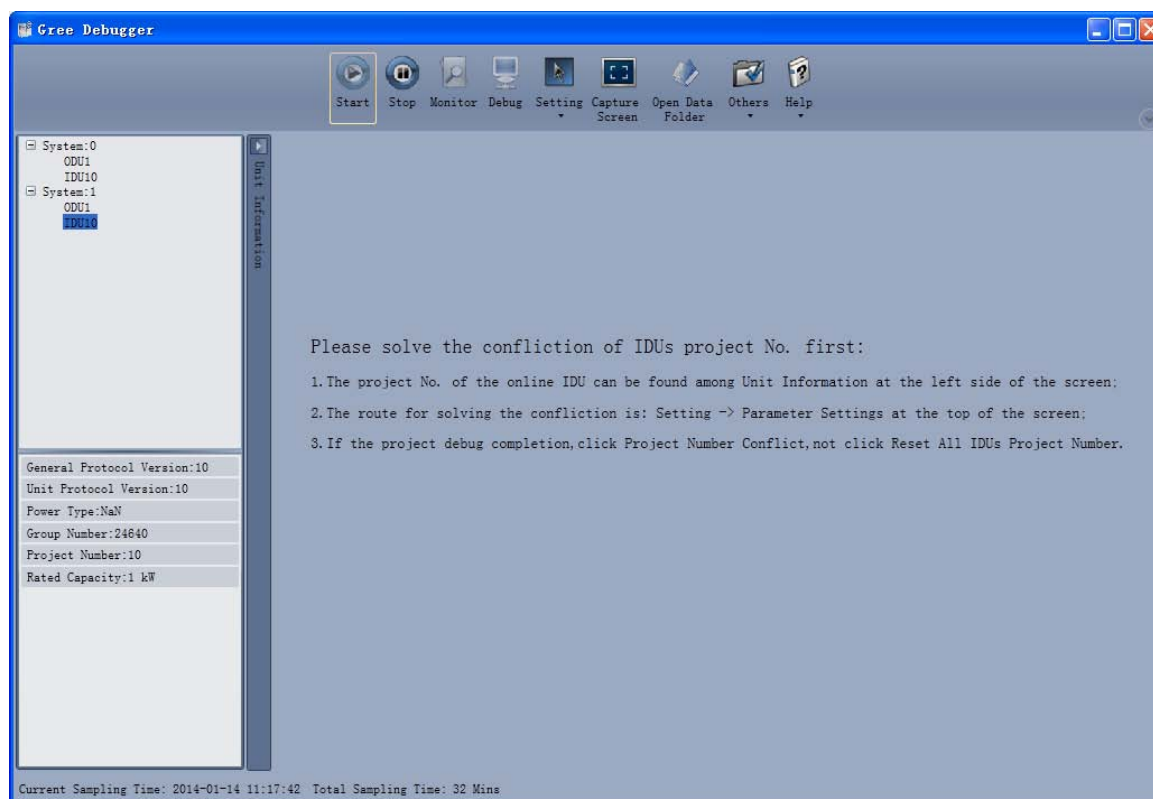 Gree Debugger
Start Stop Monitor Debug Setting Capture Screen Open Data Folder Others Help
System:0
ODU1
IDU10
System:1
ODU1
IDU10
Unit Information
Please solve the confliction of IDUs project No. first:
1.The project No. of the online IDU can be found among Unit Information at the left side of the screen;
2.The route for solving the confliction is: Setting -> Parameter Settings at the top of the screen;
3.If the project debug completion,click Project Number Conflict,not click Reset All IDUs Project Number.
General Protocol Version:10
Unit Protocol Version:10
Power Type:NaN
Group Number:24640
Project Number:10
Rated Capacity:1 kW
Current Sampling Time: 2014-01-14 11:17:42 Total Sampling Time: 32 Mins